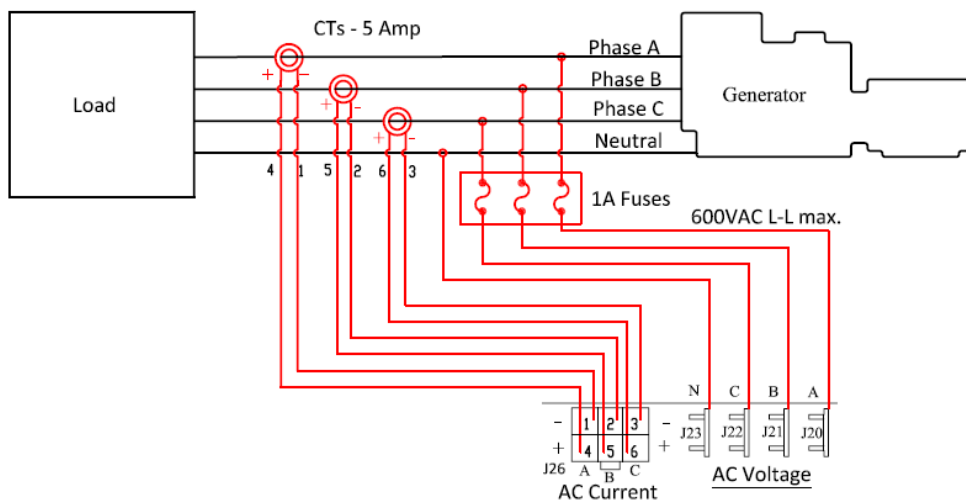 CTs - 5 Amp
Phase A
+ -
Phase B
Load
+ -
Generator
Phase C
+ -
Neutral
4 1 5 2 6 3
1A Fuses
600VAC L-L max.
N C B A
- 1 2 3 -
J23 J22 J21 J20
+ 4 5 6 +
J26 A B C
AC Voltage
AC Current